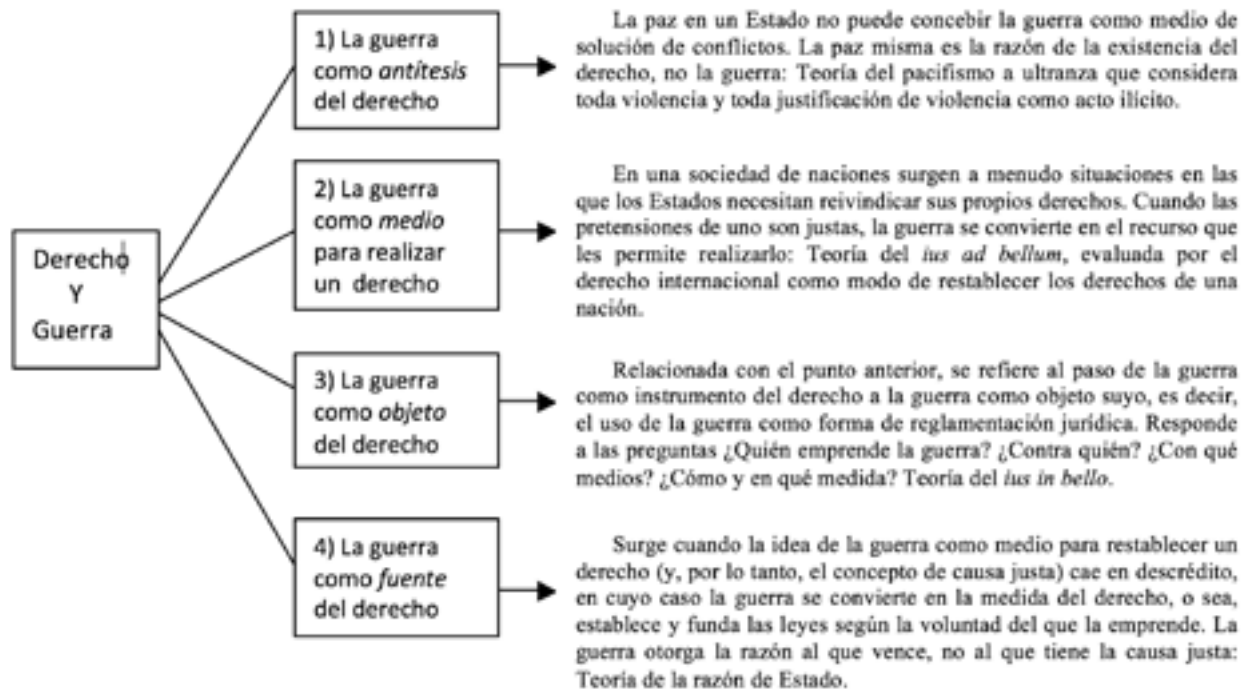 Derecho
Y
Guerra
1) La guerra
como antítesis
del derecho
La paz en un Estado no puede concebir la guerra como medio de
solución de conflictos. La paz misma es la razón de la existencia del
derecho, no la guerra: Teoría del pacifismo a ultranza que considera
toda violencia y toda justificación de violencia como acto ilícito.
2) La guerra
como medio
para realizar
un derecho
En una sociedad de naciones surgen a menudo situaciones en las
que los Estados necesitan reivindicar sus propios derechos. Cuando las
pretensiones de uno son justas, la guerra se convierte en el recurso que
les permite realizarlo: Teoría del ius ad bellum, evaluada por el
derecho internacional como modo de restablecer los derechos de una
nación.
3) La guerra
como objeto
del derecho
Relacionada con el punto anterior, se refiere al paso de la guerra
como instrumento del derecho a la guerra como objeto suyo, es decir,
el uso de la guerra como forma de reglamentación jurídica. Responde
a las preguntas ¿Quién emprende la guerra? ¿Contra quién? ¿Con qué
medios? ¿Cómo y en qué medida? Teoría del ius in bello.
4) La guerra
como fuente
del derecho
Surge cuando la idea de la guerra como medio para restablecer un
derecho (y, por lo tanto, el concepto de causa justa) cae en descrédito,
en cuyo caso la guerra se convierte en la medida del derecho, o sea,
establece y funda las leyes según la voluntad del que la emprende. La
guerra otorga la razón al que vence, no al que tiene la causa justa:
Teoría de la razón de Estado.